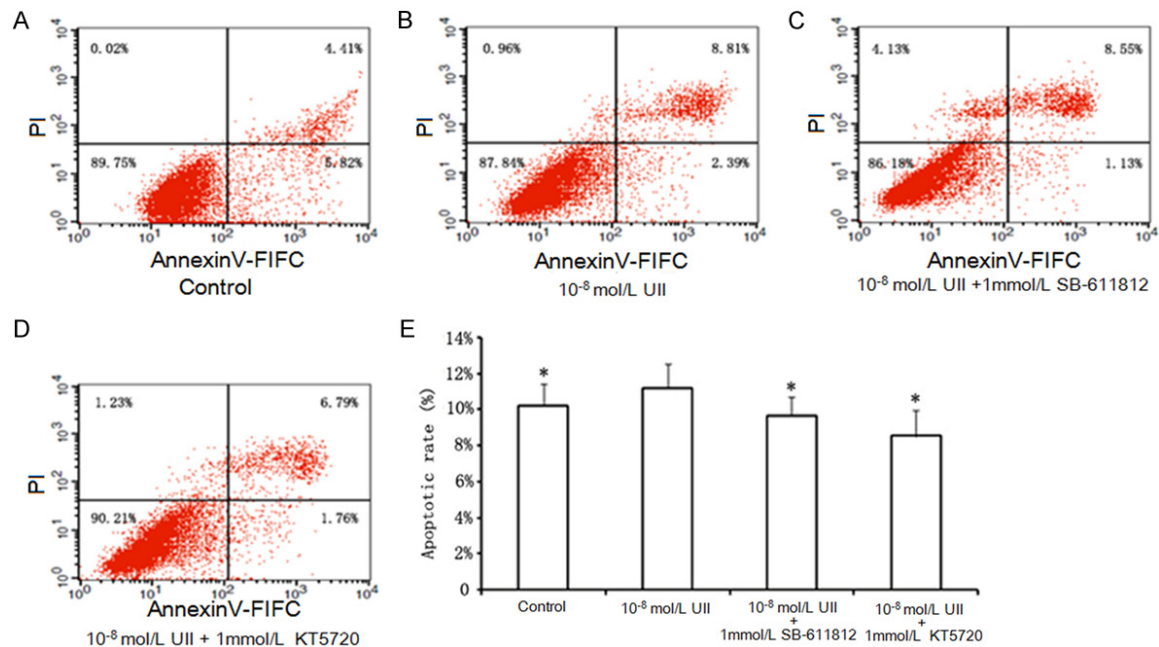 A
0.02%
4.41%
89.75%
5.82%
PI
10⁴
10³
10²
10¹
10⁰
10⁰ 10¹ 10² 10³ 10⁴
AnnexinV-FIFC
Control
B
0.96%
8.81%
87.84%
2.39%
PI
10⁴
10³
10²
10¹
10⁰
10⁰ 10¹ 10² 10³ 10⁴
AnnexinV-FIFC
10⁻⁸ mol/L UII
C
4.13%
8.55%
86.18%
1.13%
PI
10⁴
10³
10²
10¹
10⁰
10⁰ 10¹ 10² 10³ 10⁴
AnnexinV-FIFC
10⁻⁸ mol/L UII +1mmol/L SB-611812
D
1.23%
6.79%
90.21%
1.76%
PI
10⁴
10³
10²
10¹
10⁰
10⁰ 10¹ 10² 10³ 10⁴
AnnexinV-FIFC
10⁻⁸ mol/L UII + 1mmol/L KT5720
E
Apoptotic rate (%)
14%
12%
10%
8%
6%
4%
2%
0
*
*
*
Control
10⁻⁸ mol/L UII
10⁻⁸ mol/L UII
+
1mmol/L SB-611812
10⁻⁸ mol/L UII
+
1mmol/L KT5720